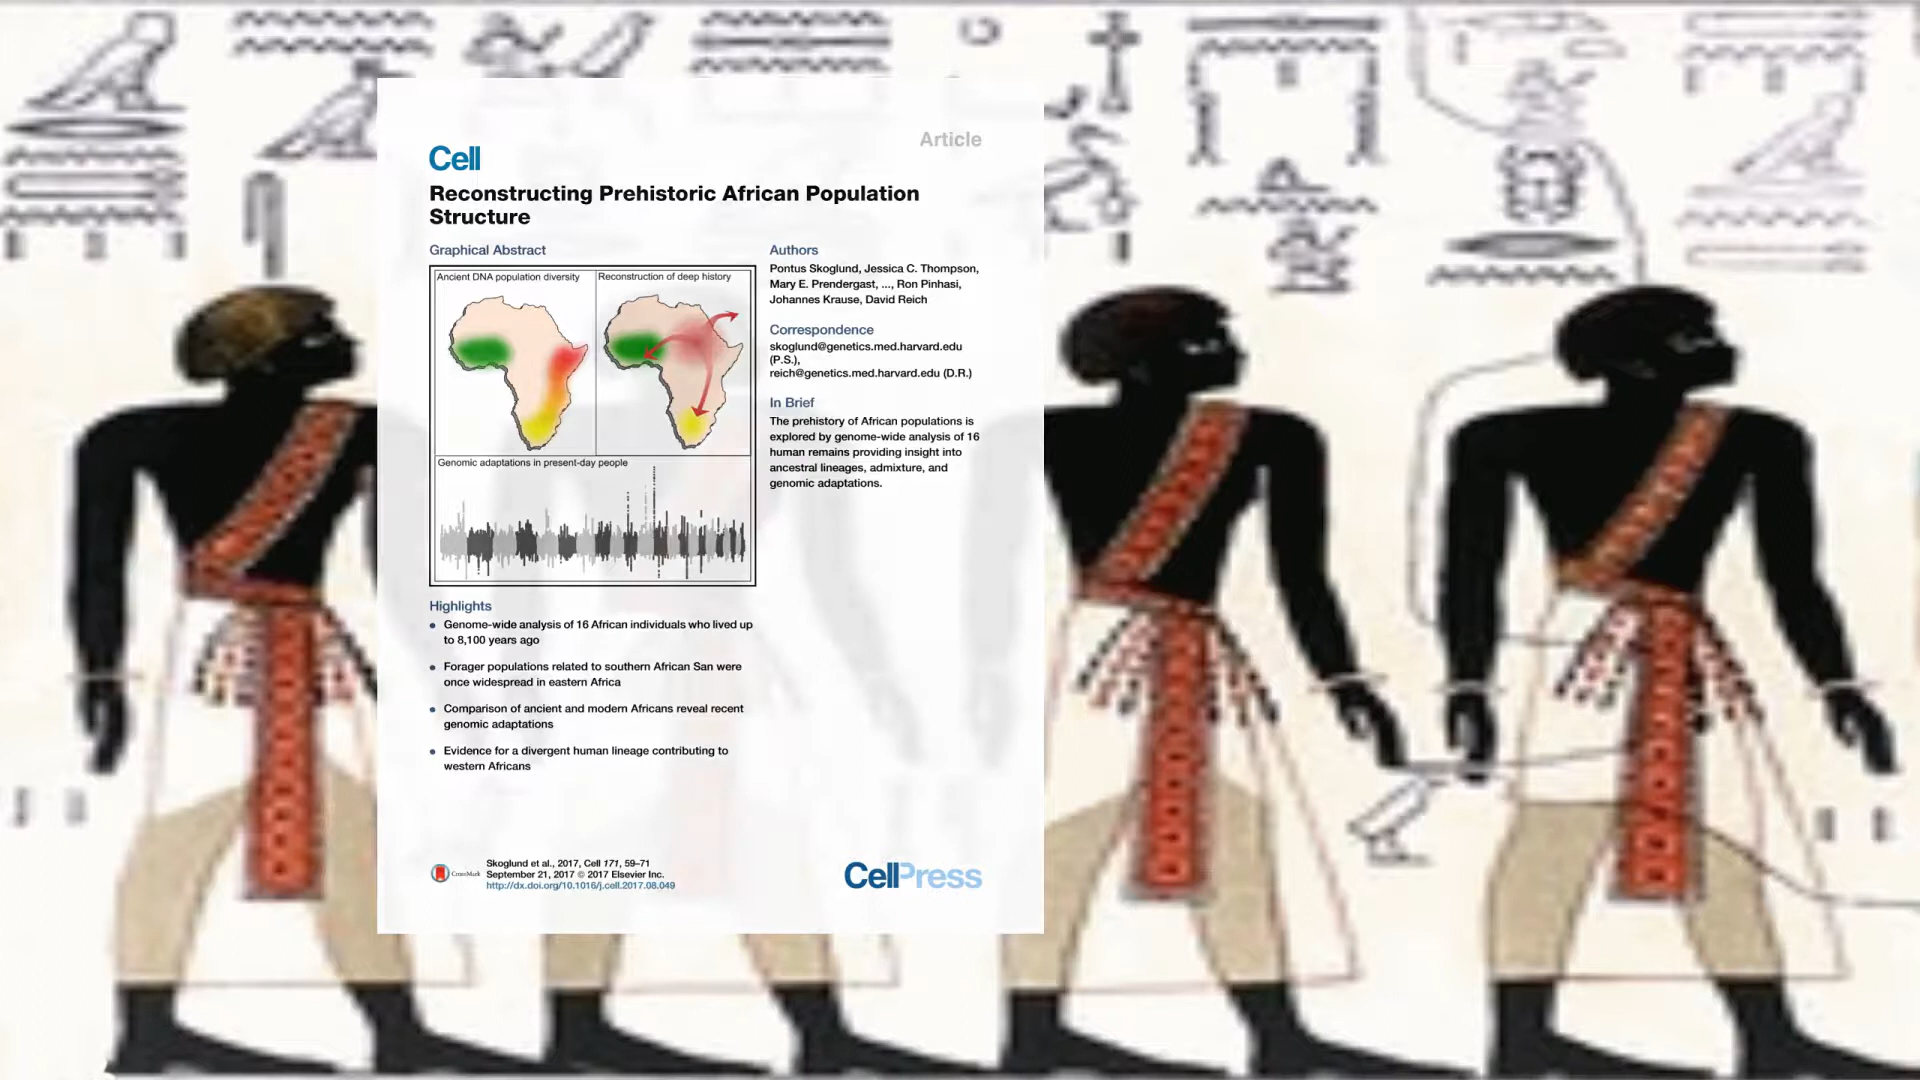 Article
Cell
Reconstructing Prehistoric African Population
Structure
Graphical Abstract
Ancient DNA population diversity
Reconstruction of deep history
Genomic adaptations in present-day people
Authors
Pontus Skoglund, Jessica C. Thompson,
Mary E. Prendergast, ..., Ron Pinhasi,
Johannes Krause, David Reich
Correspondence
skoglund@genetics.med.harvard.edu
(P.S.),
reich@genetics.med.harvard.edu (D.R.)
In Brief
The prehistory of African populations is
explored by genome-wide analysis of 16
human remains providing insight into
ancestral lineages, admixture, and
genomic adaptations.
Highlights
• Genome-wide analysis of 16 African individuals who lived up
to 8,100 years ago
• Forager populations related to southern African San were
once widespread in eastern Africa
• Comparison of ancient and modern Africans reveal recent
genomic adaptations
• Evidence for a divergent human lineage contributing to
western Africans
CrossMark
Skoglund et al., 2017, Cell 171, 59–71
September 21, 2017 © 2017 Elsevier Inc.
http://dx.doi.org/10.1016/j.cell.2017.08.049
CellPress